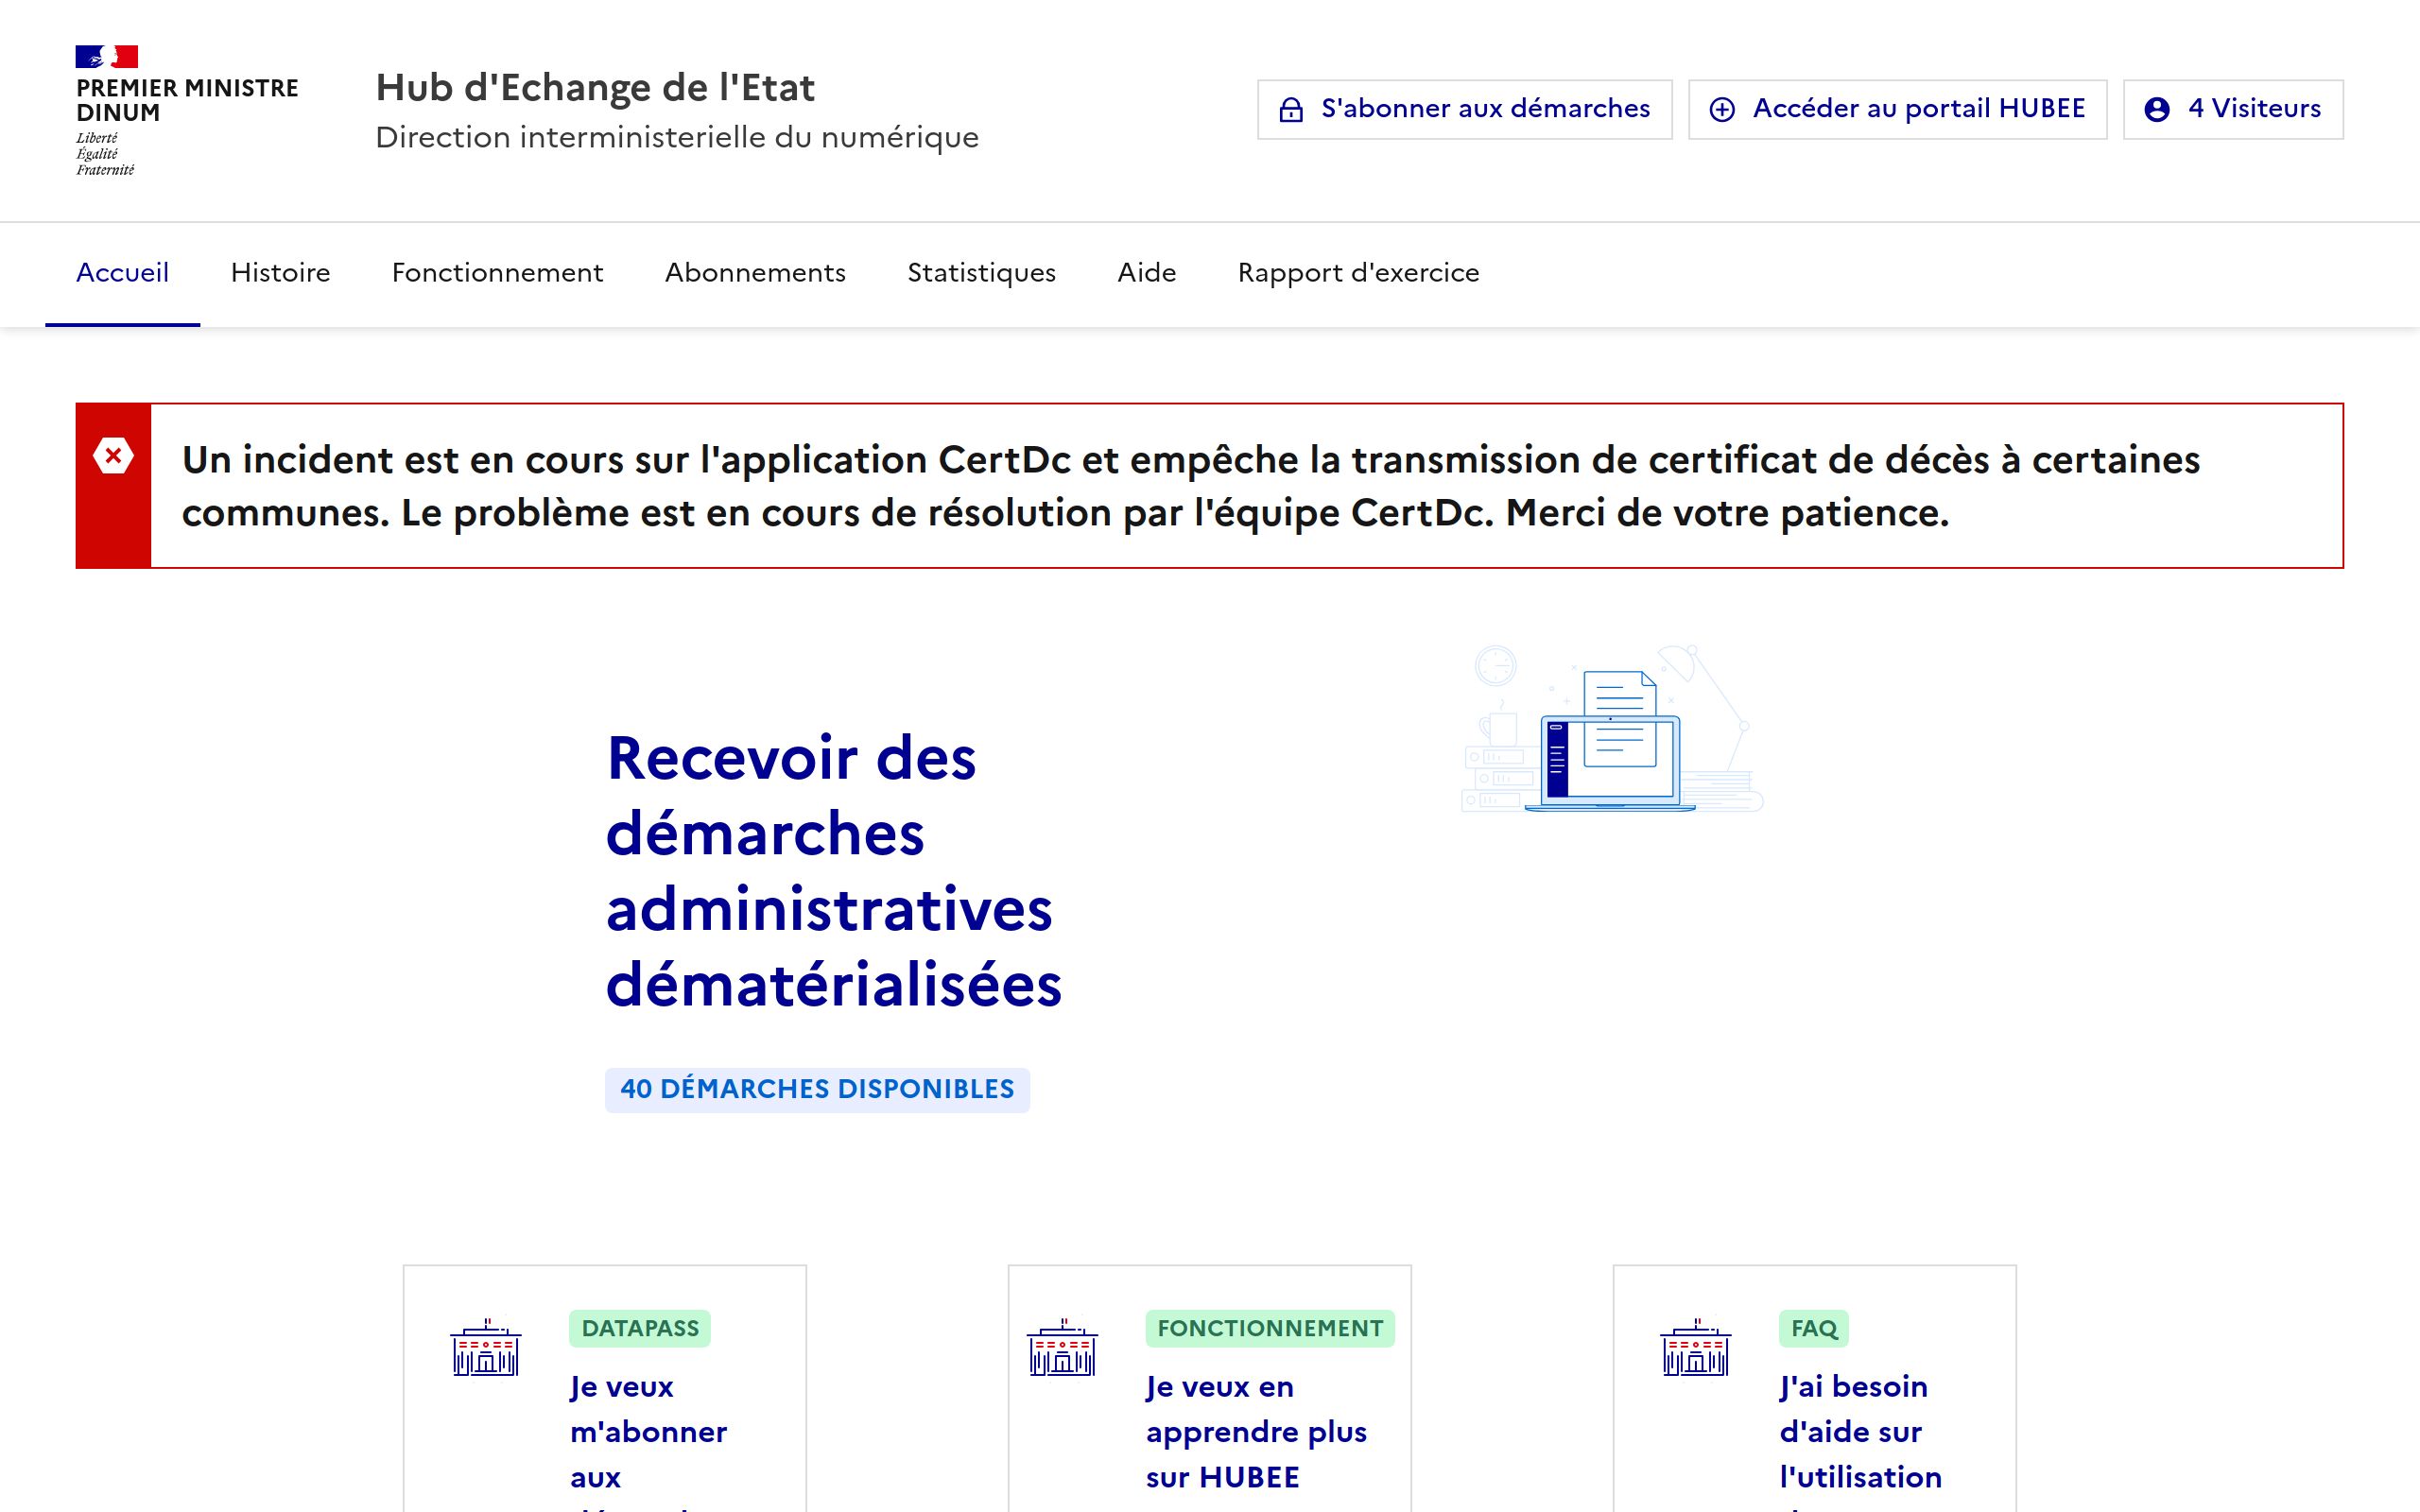 PREMIER MINISTRE
DINUM
Liberté
Égalité
Fraternité
Hub d'Echange de l'Etat
Direction interministerielle du numérique
S'abonner aux démarches
Accéder au portail HUBEE
4 Visiteurs
Accueil
Histoire
Fonctionnement
Abonnements
Statistiques
Aide
Rapport d'exercice
Un incident est en cours sur l'application CertDc et empêche la transmission de certificat de décès à certaines
communes. Le problème est en cours de résolution par l'équipe CertDc. Merci de votre patience.
Recevoir des
démarches
administratives
dématérialisées
40 DÉMARCHES DISPONIBLES
DATAPASS
Je veux
m'abonner
aux
FONCTIONNEMENT
Je veux en
apprendre plus
sur HUBEE
FAQ
J'ai besoin
d'aide sur
l'utilisation